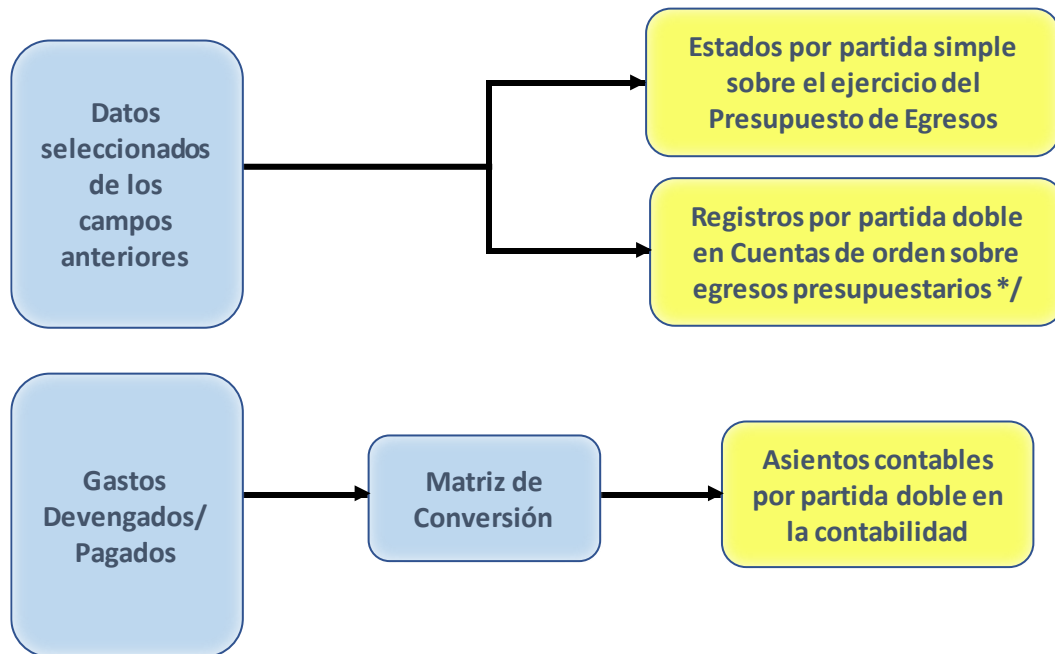 Datos
seleccionados
de los
campos
anteriores
Estados por partida simple
sobre el ejercicio del
Presupuesto de Egresos
Registros por partida doble
en Cuentas de orden sobre
egresos presupuestarios */
Gastos
Devengados/
Pagados
Matriz de
Conversión
Asientos contables
por partida doble en
la contabilidad